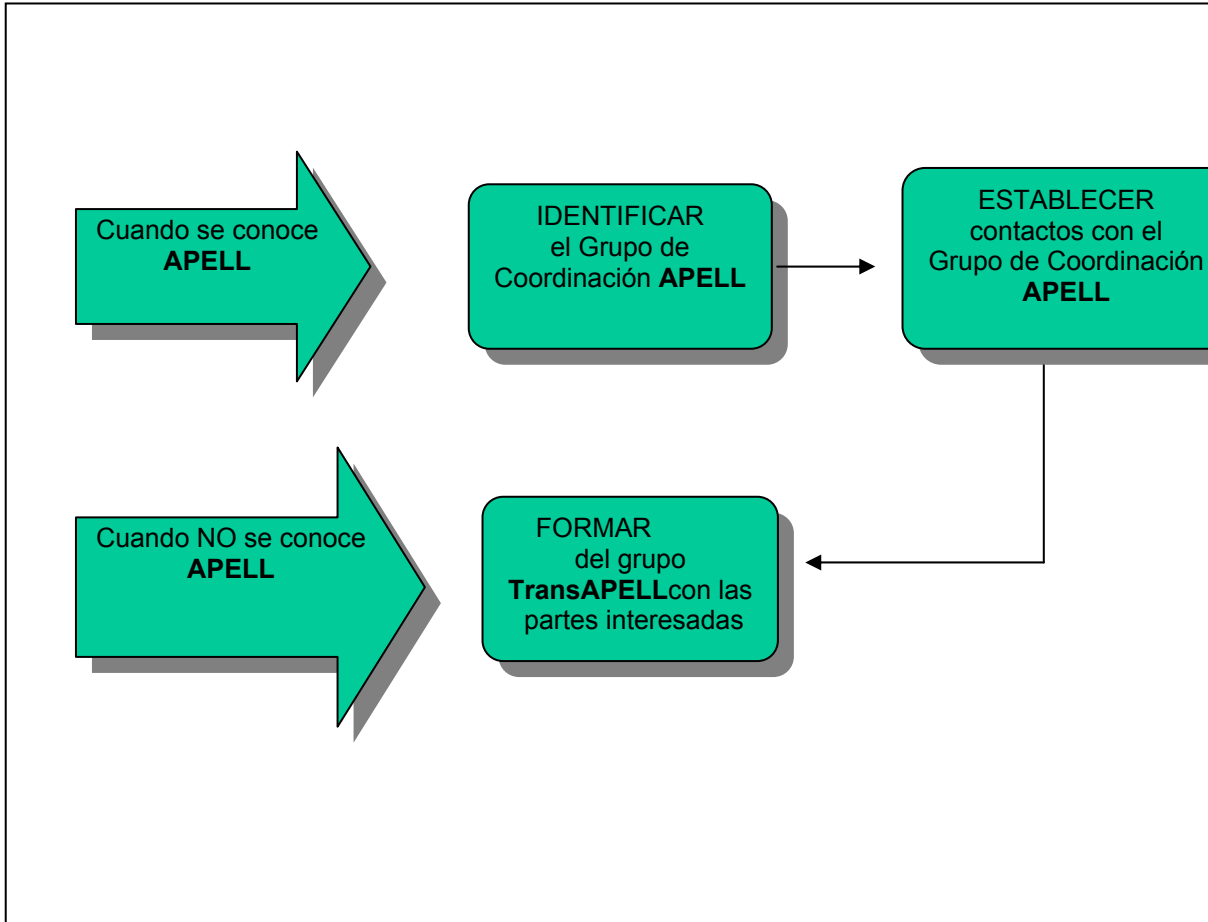 Cuando se conoce
APELL
IDENTIFICAR
el Grupo de
Coordinación APELL
ESTABLECER
contactos con el
Grupo de Coordinación
APELL
Cuando NO se conoce
APELL
FORMAR
del grupo
TransAPELLcon las
partes interesadas